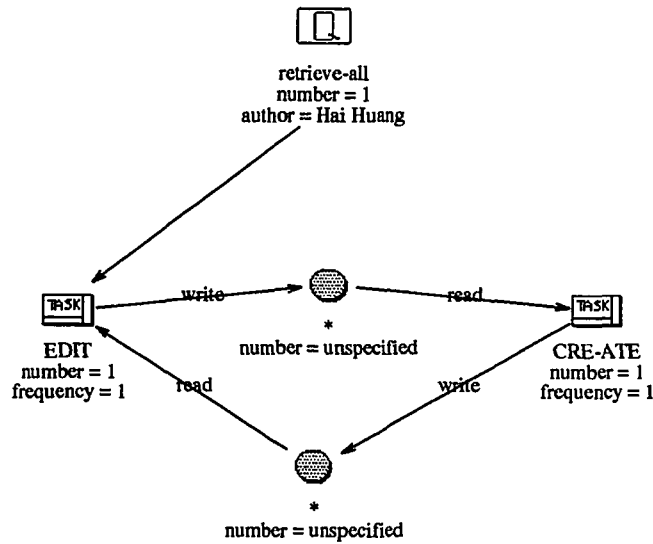 retrieve-all
number = 1
author = Hai Huang
write
read
TASK
TASK
*
number = unspecified
EDIT
number = 1
frequency = 1
CRE-ATE
number = 1
frequency = 1
read
write
*
number = unspecified